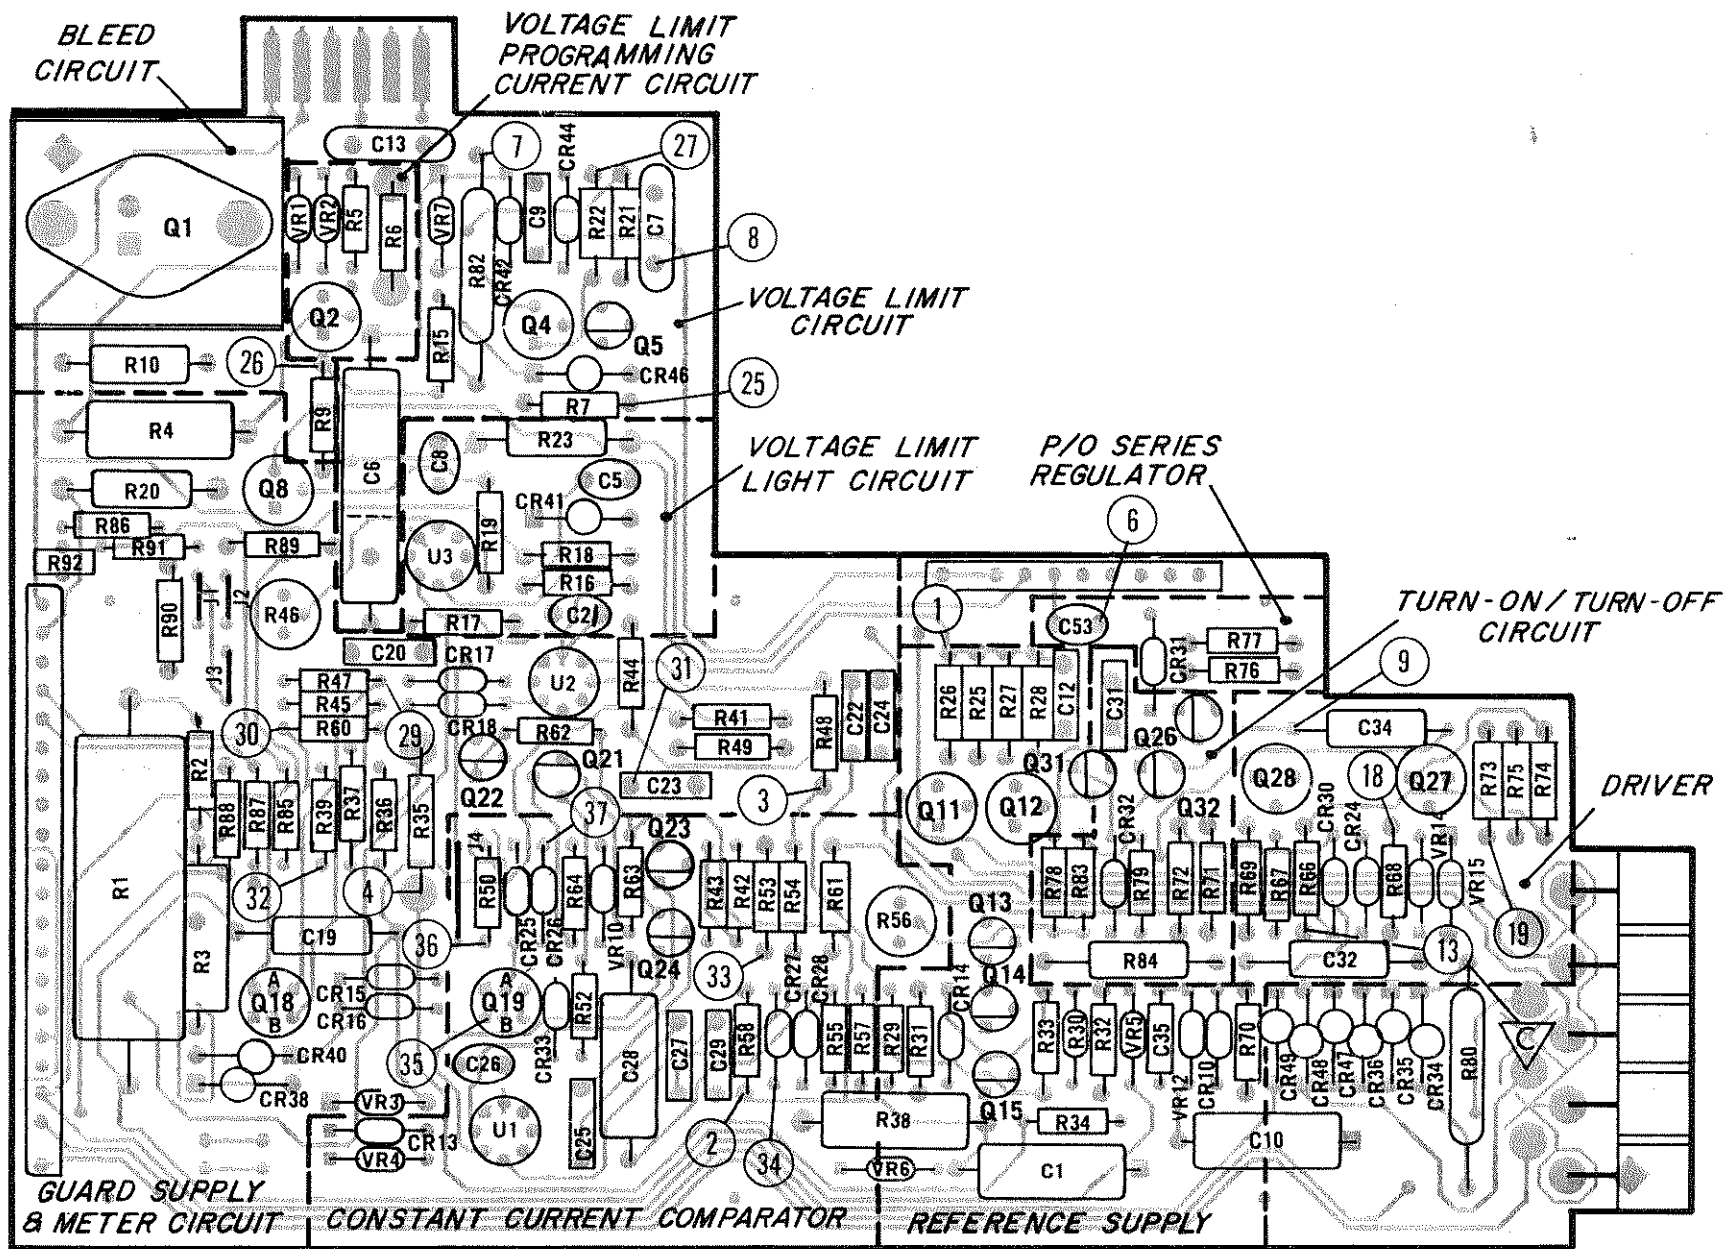 BLEED
CIRCUIT
VOLTAGE LIMIT
PROGRAMMING
CURRENT CIRCUIT
C13
7
CR44
27
Q1
VR1
VR2
R5
R6
VR7
R82
CR42
C9
R22
R21
C7
8
Q2
R15
Q4
Q5
VOLTAGE LIMIT
CIRCUIT
R10
26
CR46
25
R7
R4
R9
C6
C8
R23
VOLTAGE LIMIT
LIGHT CIRCUIT
P/O SERIES
REGULATOR
R20
Q8
C5
CR41
R19
6
R86
R91
R89
R92
U3
R18
R16
R90
J1
J2
R46
C2
R17
1
C53
TURN-ON / TURN-OFF
CIRCUIT
C20
CR17
31
R44
CR31
R77
R76
9
J3
R47
R45
R60
U2
30
29
CR18
R62
R41
R49
R48
C22
C24
R26
R25
R27
R28
C12
C31
C34
R2
Q22
Q21
C23
3
Q31
Q26
Q28
18
Q27
R73
R75
R74
DRIVER
R88
R87
R85
R39
R37
R36
R35
37
Q23
Q11
Q12
CR32
Q32
CR30
CR24
VR14
J4
R1
32
4
R50
R64
R63
R43
R42
R53
R54
R61
R78
R83
R79
R72
R71
R69
R67
R66
R68
VR15
R3
C19
36
CR25
CR26
VR10
Q24
R56
Q13
19
33
R84
C32
13
Q18
A
B
CR15
CR16
Q19
A
B
CR33
R52
C28
CR27
CR28
CR14
Q14
CR40
CR38
35
C26
C27
C29
R58
R55
R57
R29
R31
R33
R30
R32
VR5
C35
R70
CR49
CR48
CR47
CR36
CR35
CR34
R80
C
Q15
VR12
CR10
VR3
CR13
VR4
U1
C25
2
34
R38
R34
C10
VR6
C1
GUARD SUPPLY
& METER CIRCUIT
CONSTANT CURRENT COMPARATOR
REFERENCE SUPPLY